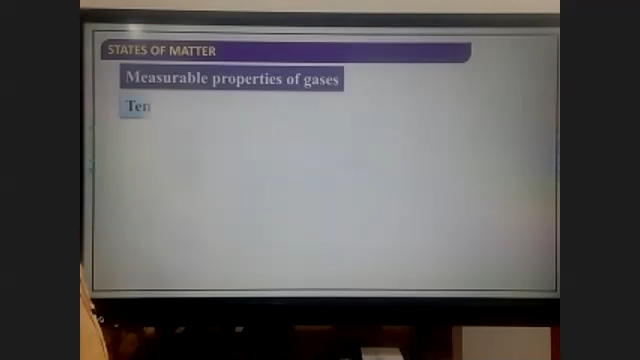 STATES OF MATTER
Measurable properties of gases
Ten